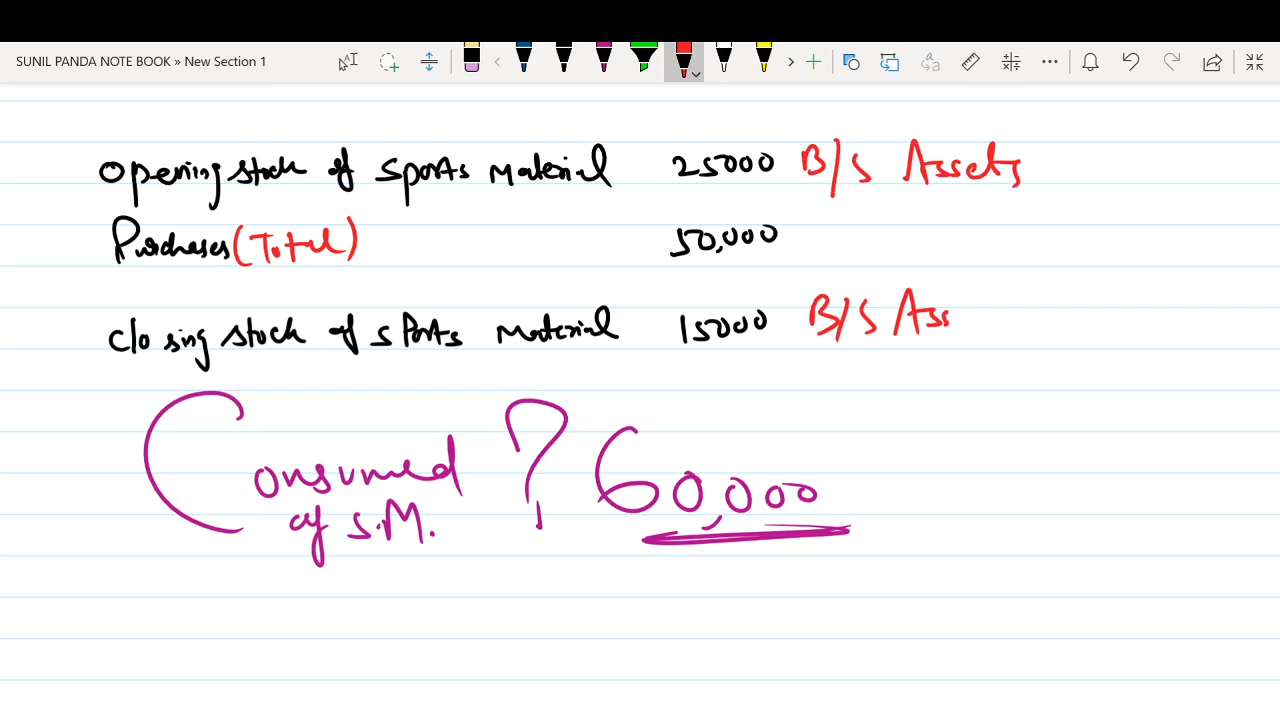 SUNIL PANDA NOTE BOOK » New Section 1
Opening stock of sports Material 25000 B/S Assets
Purchases (Total) 50,000
Closing stock of sports Material 15000 B/S Ass
Consumed ? 60,000
of S.M.